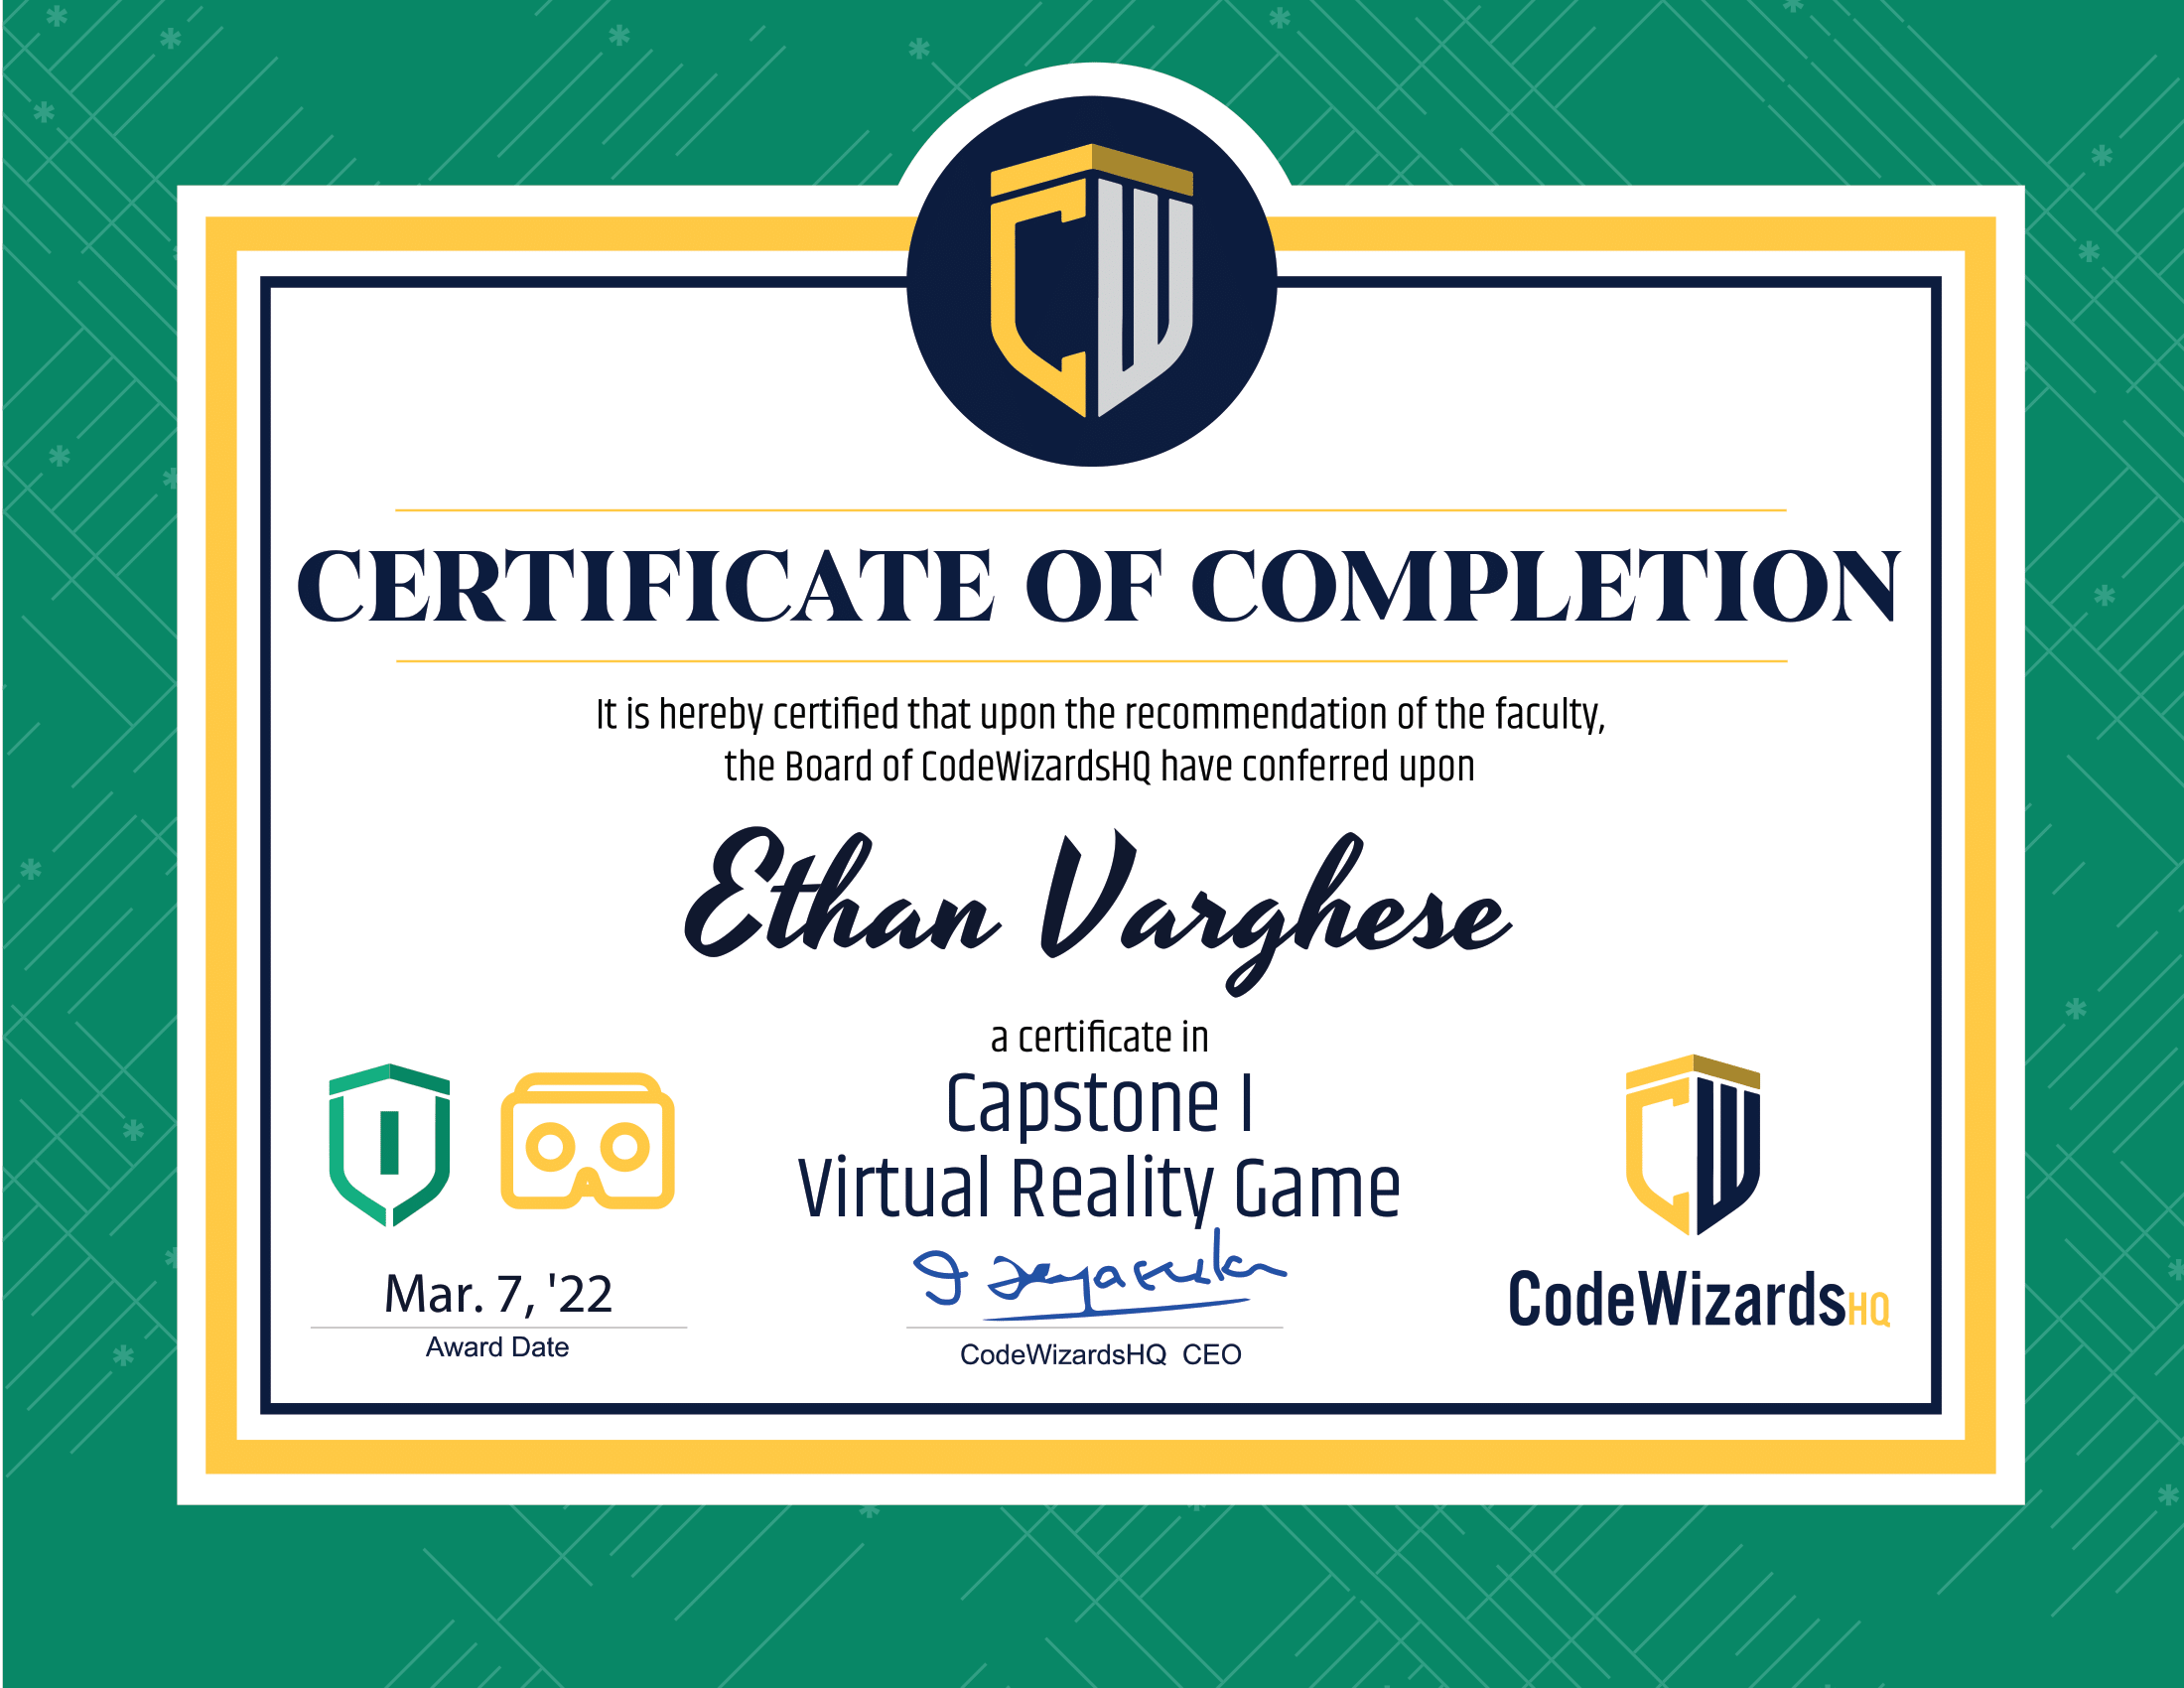 CW
CERTIFICATE OF COMPLETION
It is hereby certified that upon the recommendation of the faculty,
the Board of CodeWizardsHQ have conferred upon
Ethan Varghese
a certificate in
Capstone I
Virtual Reality Game
I
CW
Mar. 7, '22
Award Date
CodeWizardsHQ CEO
CodeWizardsHQ